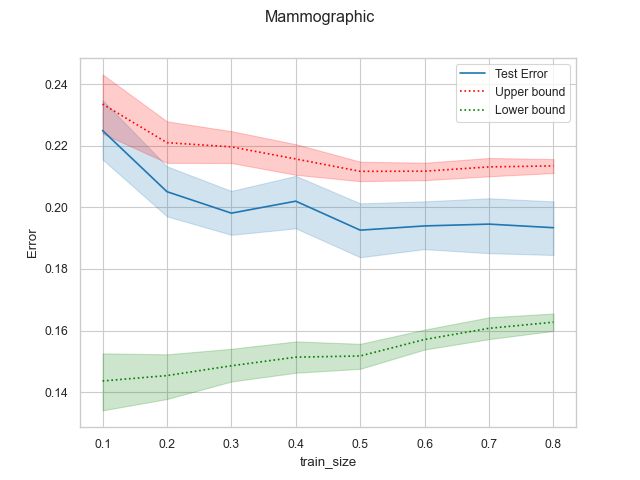 Mammographic
Test Error
Upper bound
Lower bound
Error
0.24
0.22
0.20
0.18
0.16
0.14
0.1 0.2 0.3 0.4 0.5 0.6 0.7 0.8
train_size